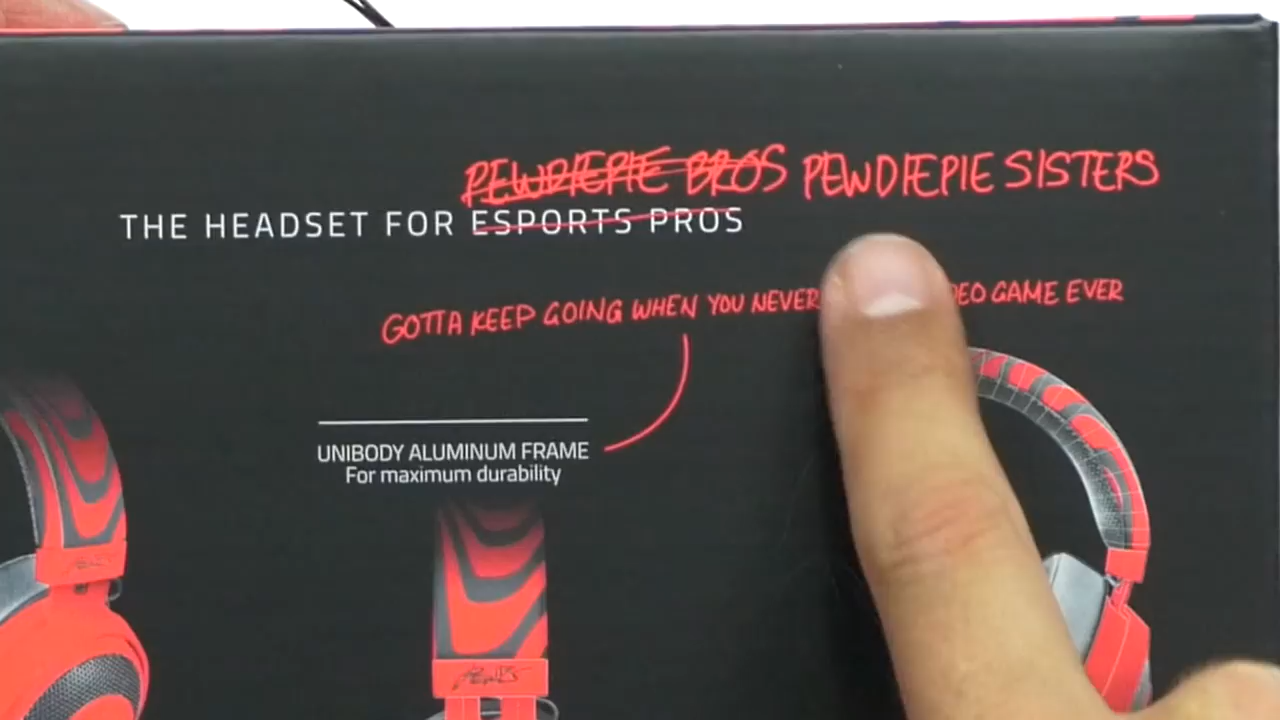 PEWDIEPIE BROS PEWDIEPIE SISTERS
THE HEADSET FOR ESPORTS PROS
GOTTA KEEP GOING WHEN YOU NEVER GAME EVER
UNIBODY ALUMINUM FRAME
For maximum durability